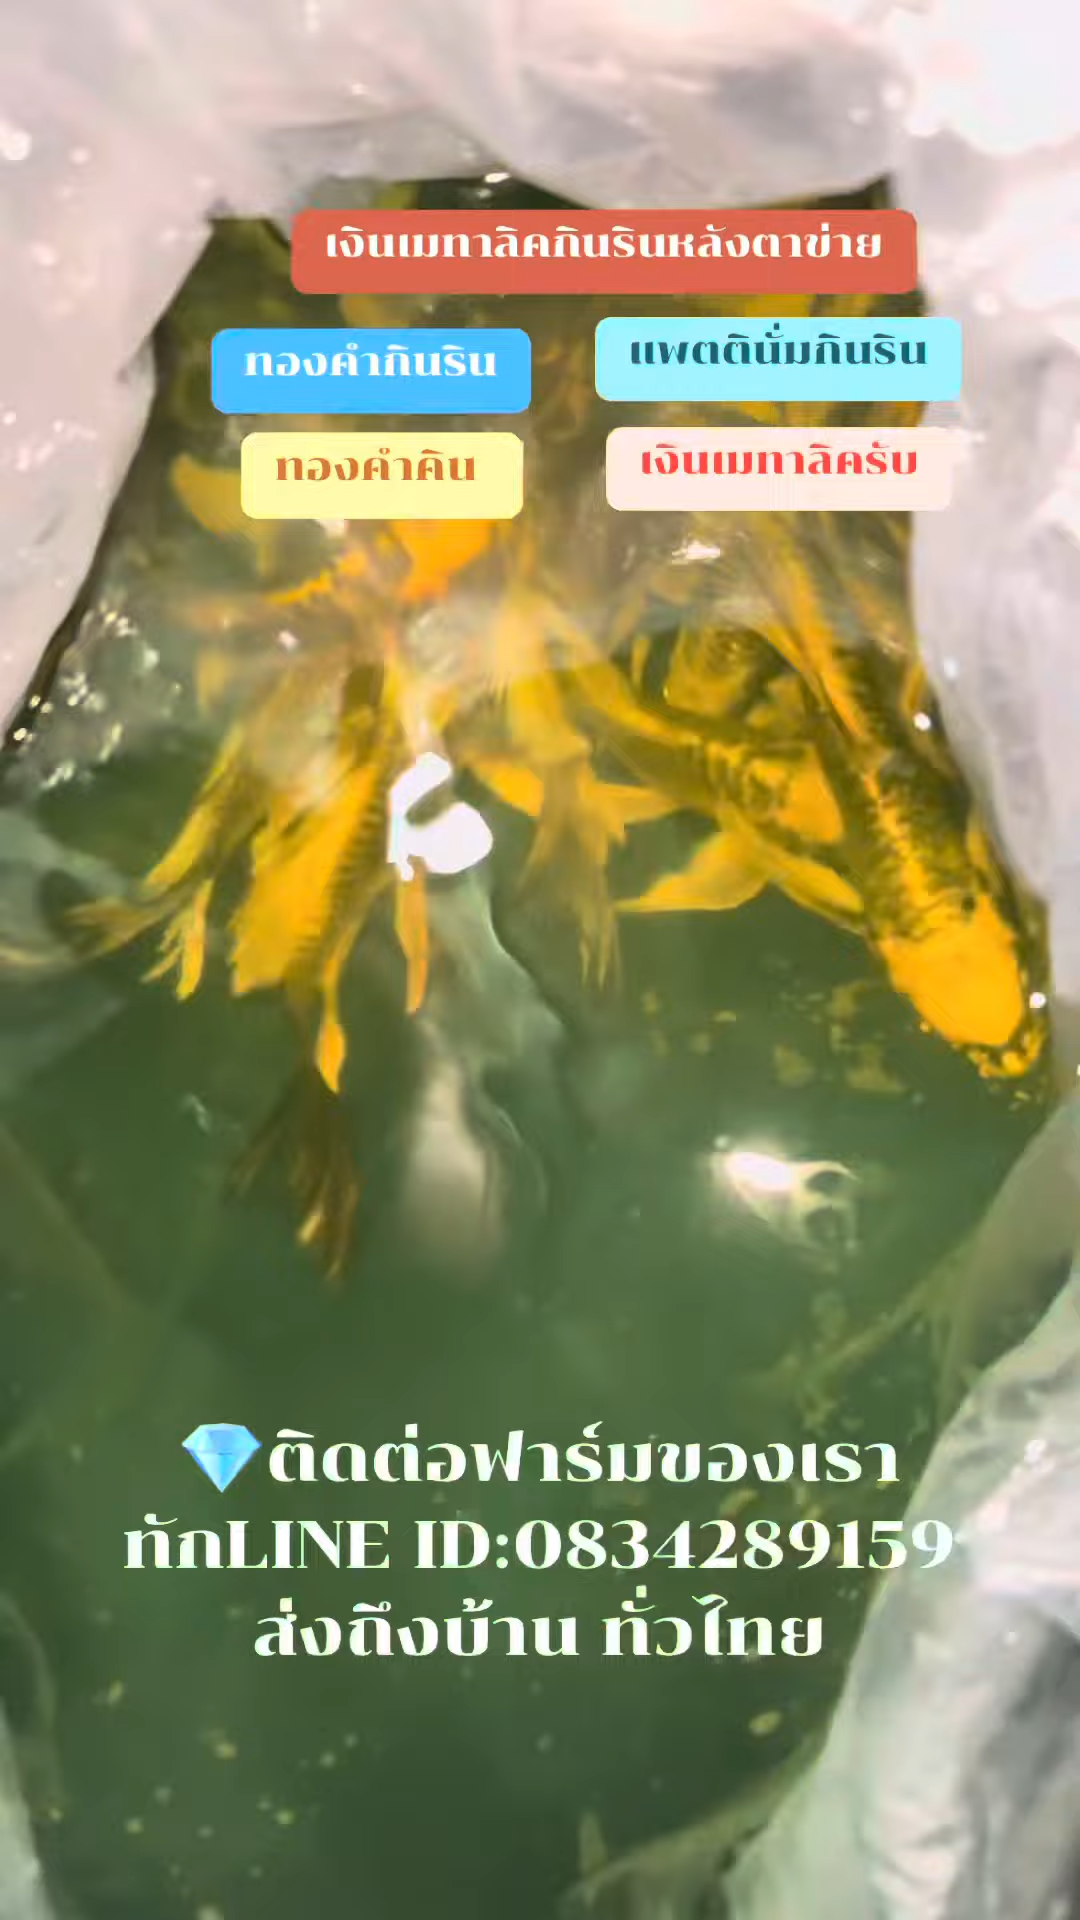 เงินเมทาลิคกินรินหลังตาข่าย
ทองคำกินริน
แพตตินั่มกินริน
ทองคำคิน
เงินเมทาลิครับ
💎ติดต่อฟาร์มของเรา
ทักLINE ID:0834289159
ส่งถึงบ้าน ทั่วไทย